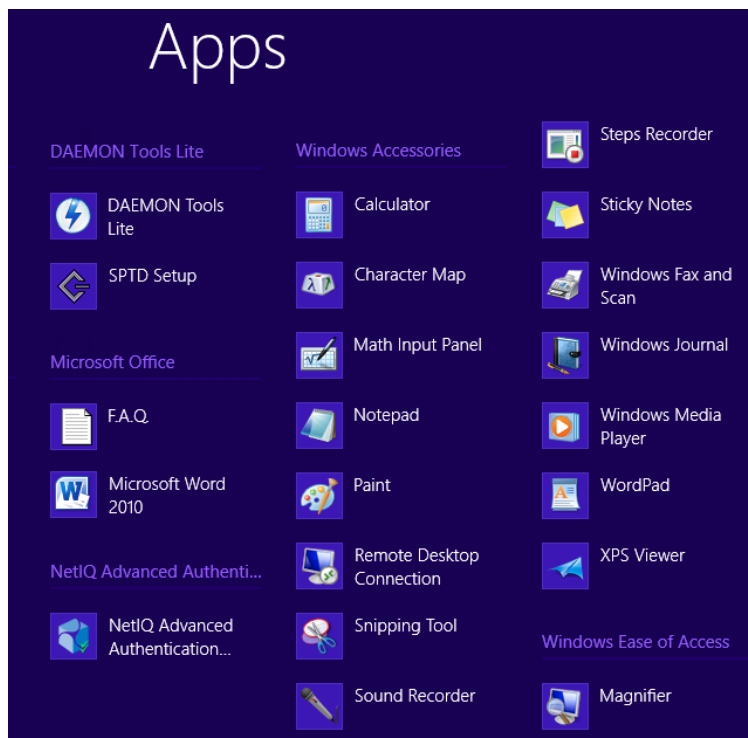 Apps
DAEMON Tools Lite
DAEMON Tools
Lite
SPTD Setup
Microsoft Office
F.A.Q.
Microsoft Word
2010
NetIQ Advanced Authenti...
NetIQ Advanced
Authentication...
Windows Accessories
Calculator
Character Map
Math Input Panel
Notepad
Paint
Remote Desktop
Connection
Snipping Tool
Sound Recorder
Steps Recorder
Sticky Notes
Windows Fax and
Scan
Windows Journal
Windows Media
Player
WordPad
XPS Viewer
Windows Ease of Access
Magnifier